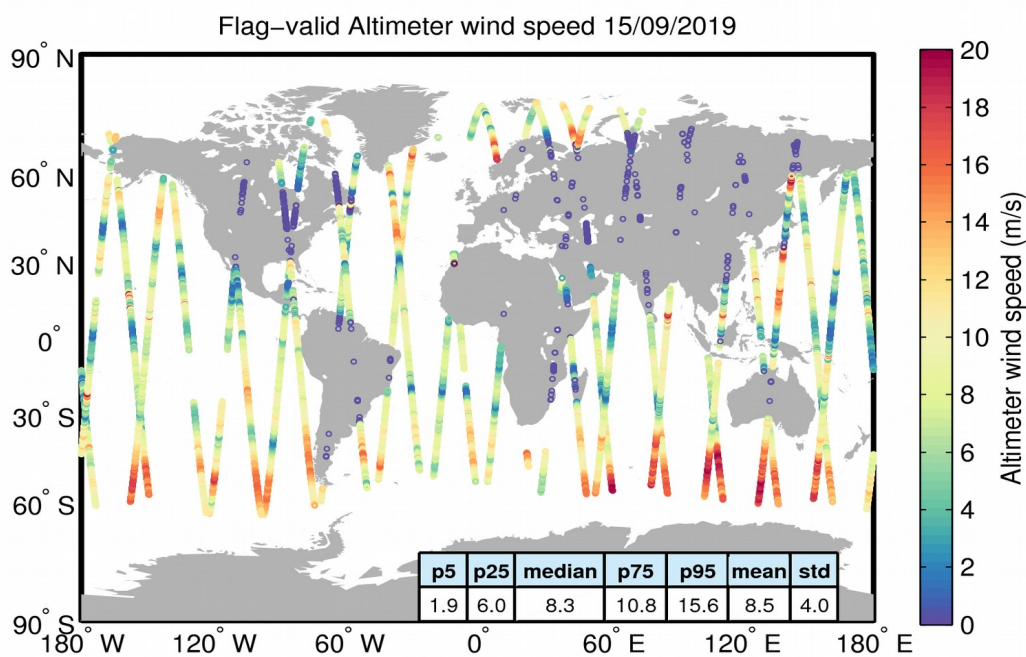 Flag−valid Altimeter wind speed 15/09/2019
90° N
60° N
30° N
0°
30° S
60° S
90° S
180° W
120° W
60° W
0°
60° E
120° E
180° E
20
18
16
14
12
10
8
6
4
2
0
Altimeter wind speed (m/s)
p5 p25 median p75 p95 mean std
1.9 6.0 8.3 10.8 15.6 8.5 4.0